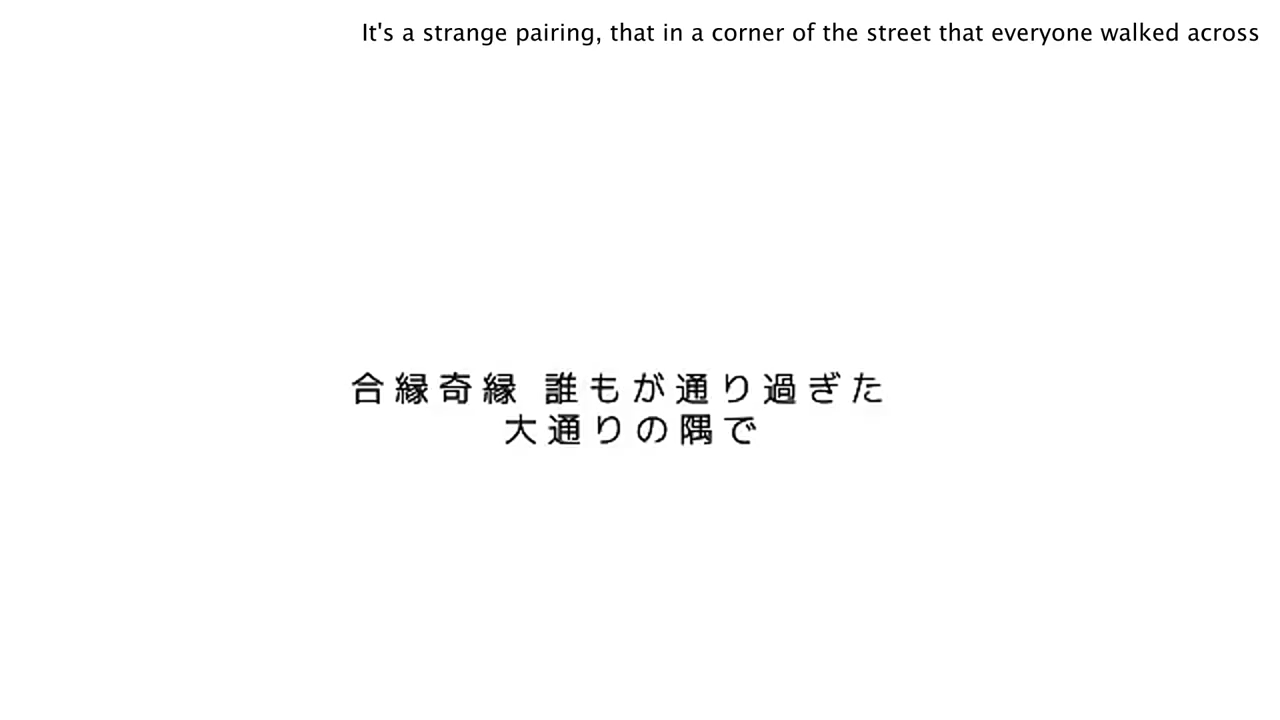 It's a strange pairing, that in a corner of the street that everyone walked across
合縁奇縁 誰もが通り過ぎた
大通りの隅で